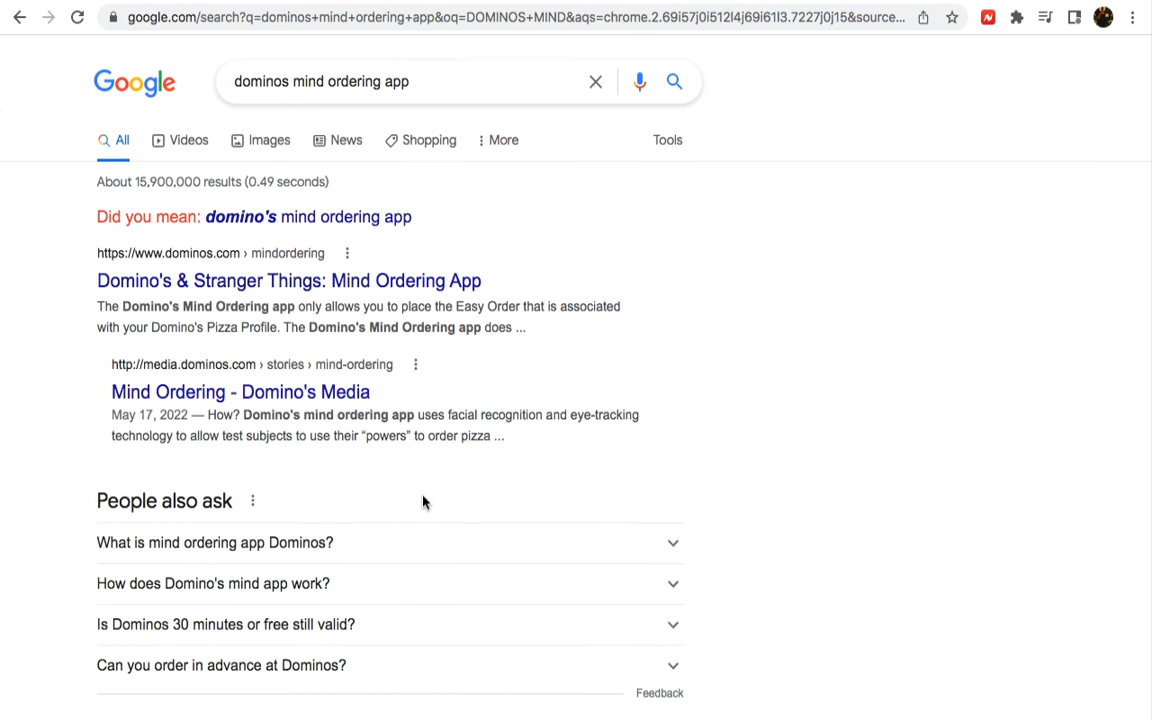 google.com/search?q=dominos+mind+ordering+app&oq=DOMINOS+MIND&aqs=chrome.2.69i57j0i512l4j69i61l3.7227j0j15&source...
Google
dominos mind ordering app
All Videos Images News Shopping More Tools
About 15,900,000 results (0.49 seconds)
Did you mean: domino's mind ordering app
https://www.dominos.com › mindordering
Domino's & Stranger Things: Mind Ordering App
The Domino's Mind Ordering app only allows you to place the Easy Order that is associated
with your Domino's Pizza Profile. The Domino's Mind Ordering app does ...
http://media.dominos.com › stories › mind-ordering
Mind Ordering - Domino's Media
May 17, 2022 — How? Domino's mind ordering app uses facial recognition and eye-tracking
technology to allow test subjects to use their “powers” to order pizza ...
People also ask
What is mind ordering app Dominos?
How does Domino's mind app work?
Is Dominos 30 minutes or free still valid?
Can you order in advance at Dominos?
Feedback